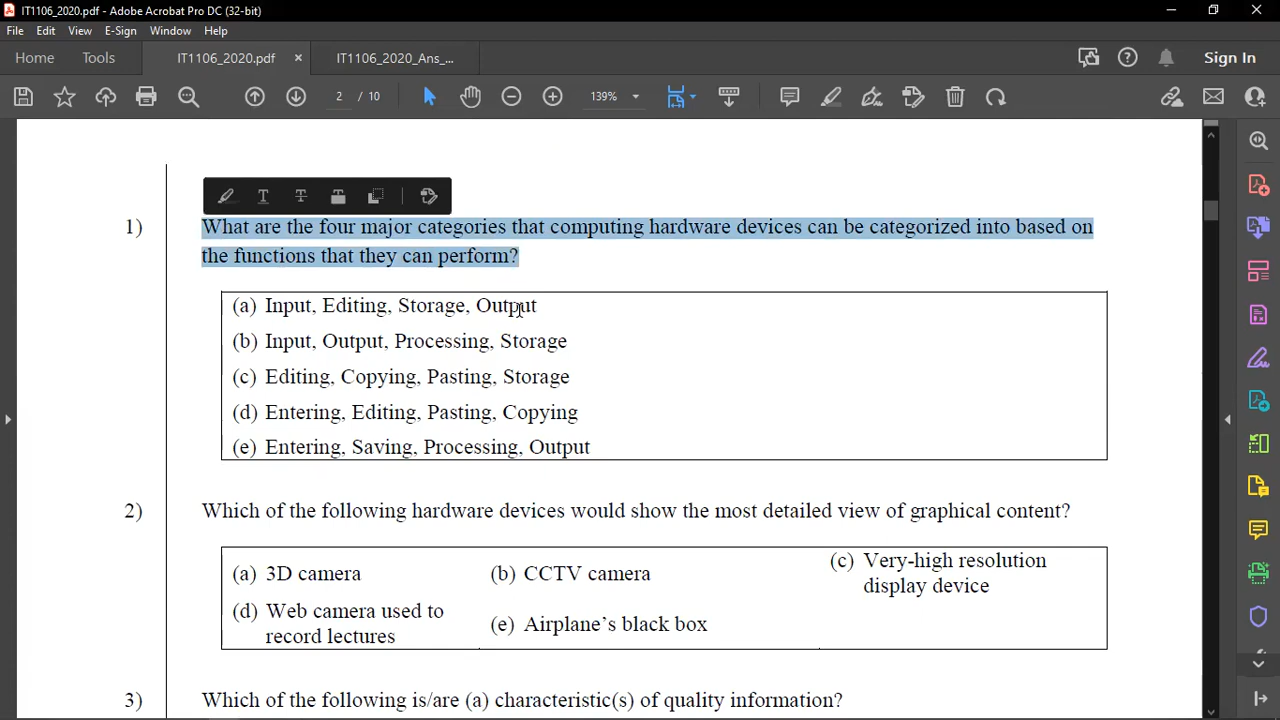 IT1106_2020.pdf - Adobe Acrobat Pro DC (32-bit)
File Edit View E-Sign Window Help
Home Tools IT1106_2020.pdf × IT1106_2020_Ans_... Sign In
2 / 10 139%
1) What are the four major categories that computing hardware devices can be categorized into based on
the functions that they can perform?
(a) Input, Editing, Storage, Output
(b) Input, Output, Processing, Storage
(c) Editing, Copying, Pasting, Storage
(d) Entering, Editing, Pasting, Copying
(e) Entering, Saving, Processing, Output
2) Which of the following hardware devices would show the most detailed view of graphical content?
(a) 3D camera (b) CCTV camera (c) Very-high resolution
display device
(d) Web camera used to
record lectures (e) Airplane’s black box
3) Which of the following is/are (a) characteristic(s) of quality information?